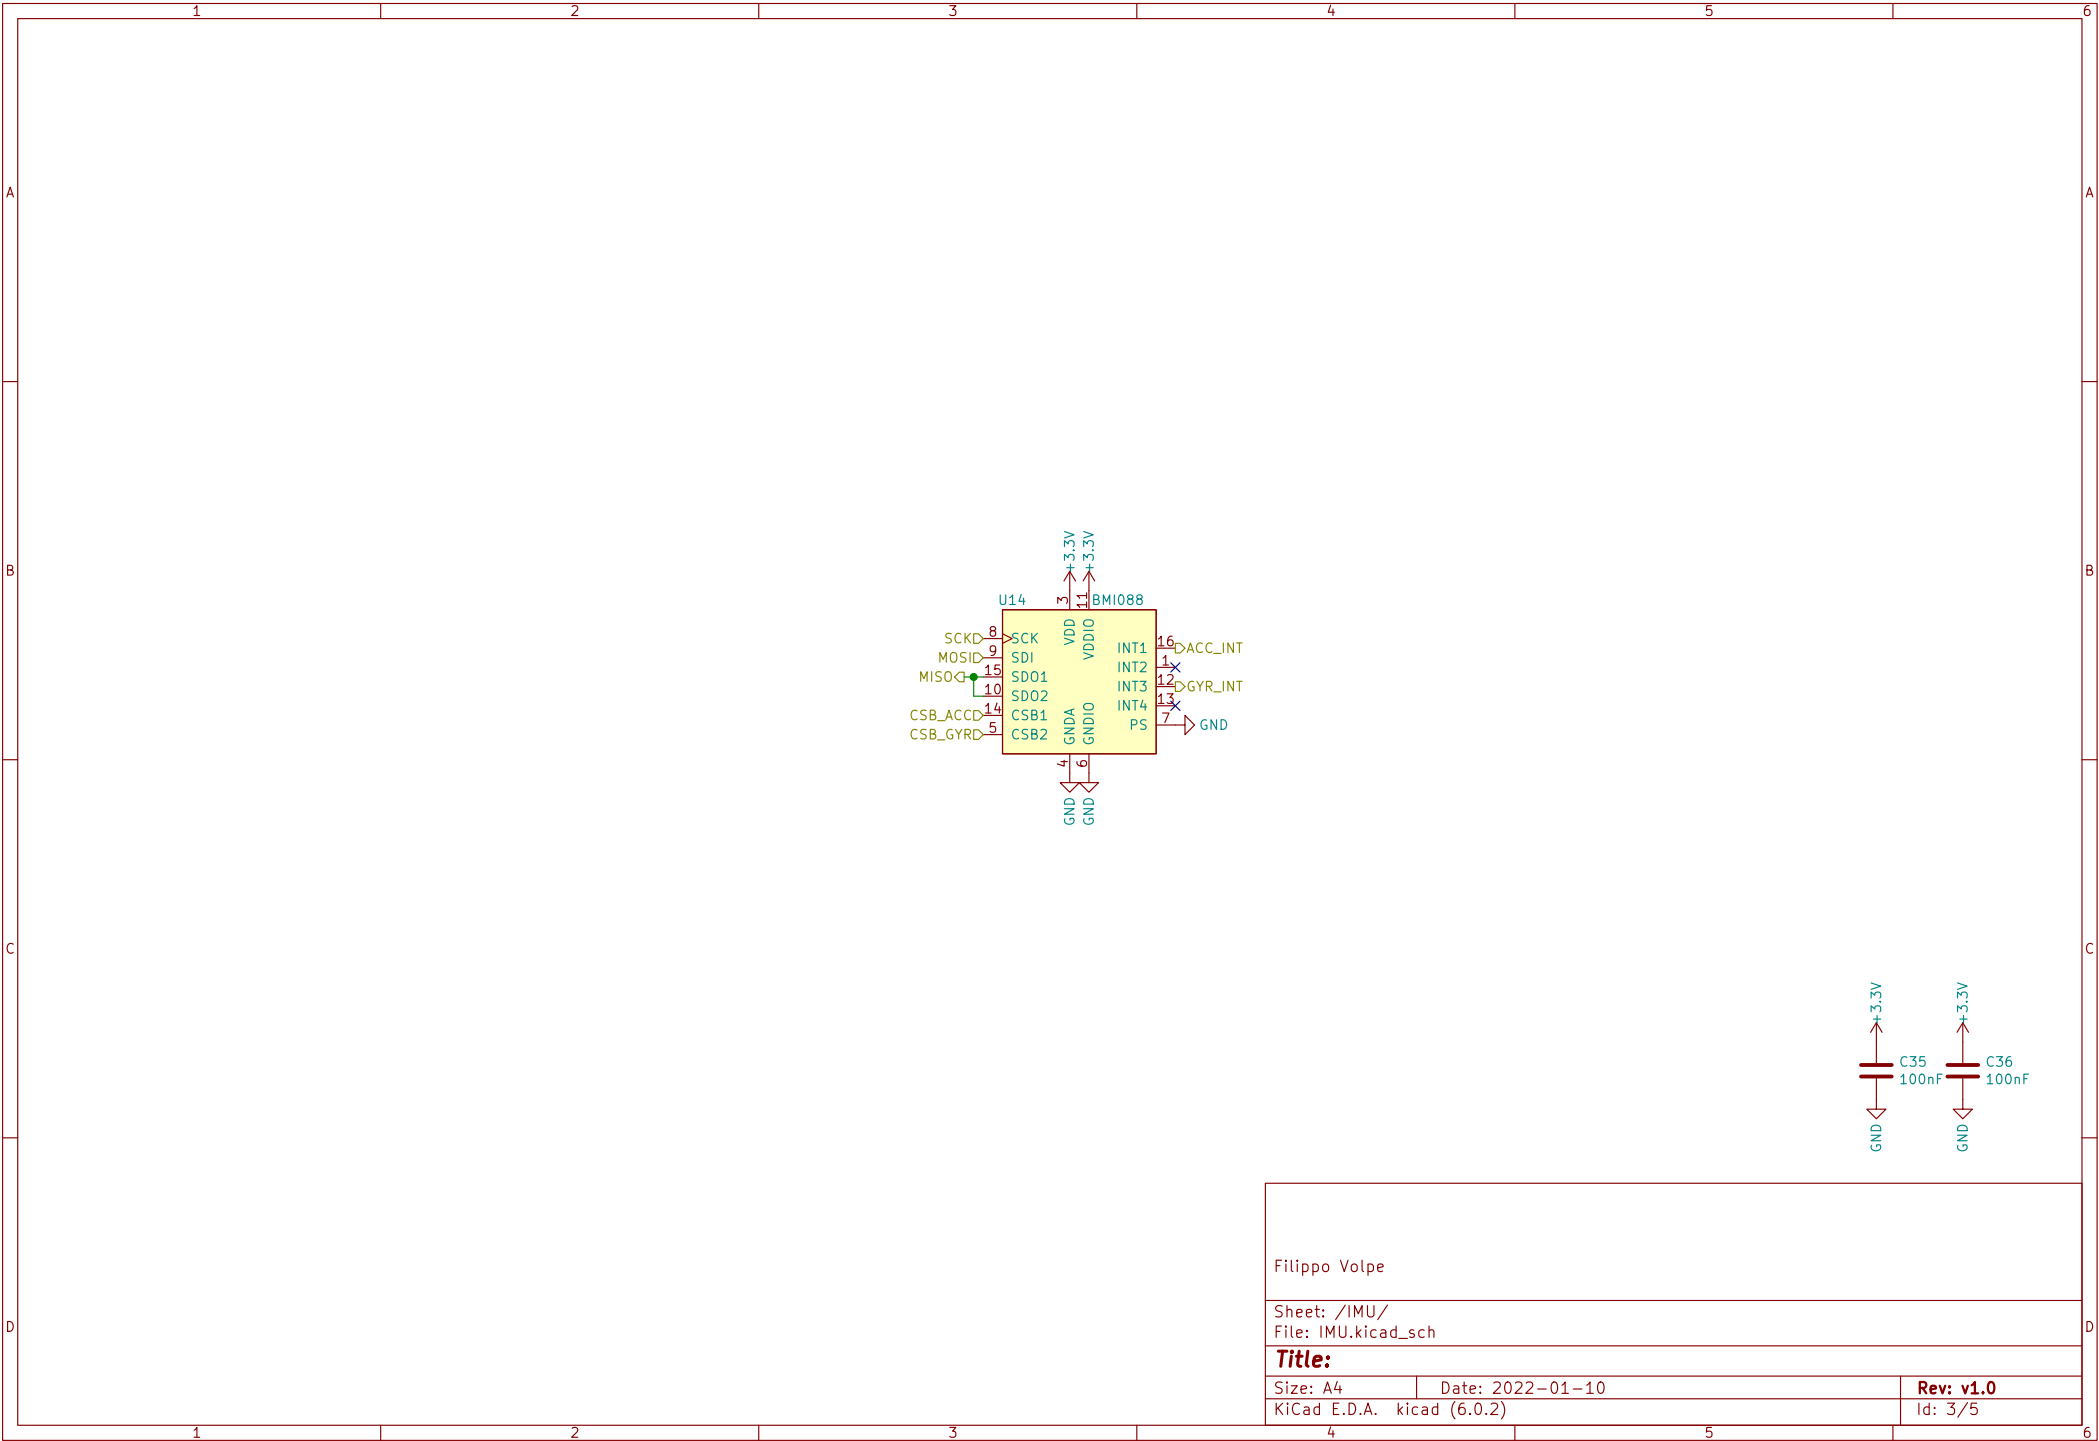 1 2 3 4 5 6
A A
B B
C C
D D
+3.3V +3.3V
U14 BMI088
3 11
VDD VDDIO
SCK 8 SCK
MOSI 9 SDI
MISO 15 SDO1
10 SDO2
CSB_ACC 14 CSB1
CSB_GYR 5 CSB2
INT1 16 ACC_INT
INT2 1
INT3 12 GYR_INT
INT4 13
PS 7 GND
GNDA GNDIO
4 6
GND GND
+3.3V +3.3V
C35 C36
100nF 100nF
GND GND
Filippo Volpe
Sheet: /IMU/
File: IMU.kicad_sch
Title:
Size: A4 Date: 2022-01-10 Rev: v1.0
KiCad E.D.A. kicad (6.0.2) Id: 3/5
1 2 3 4 5 6